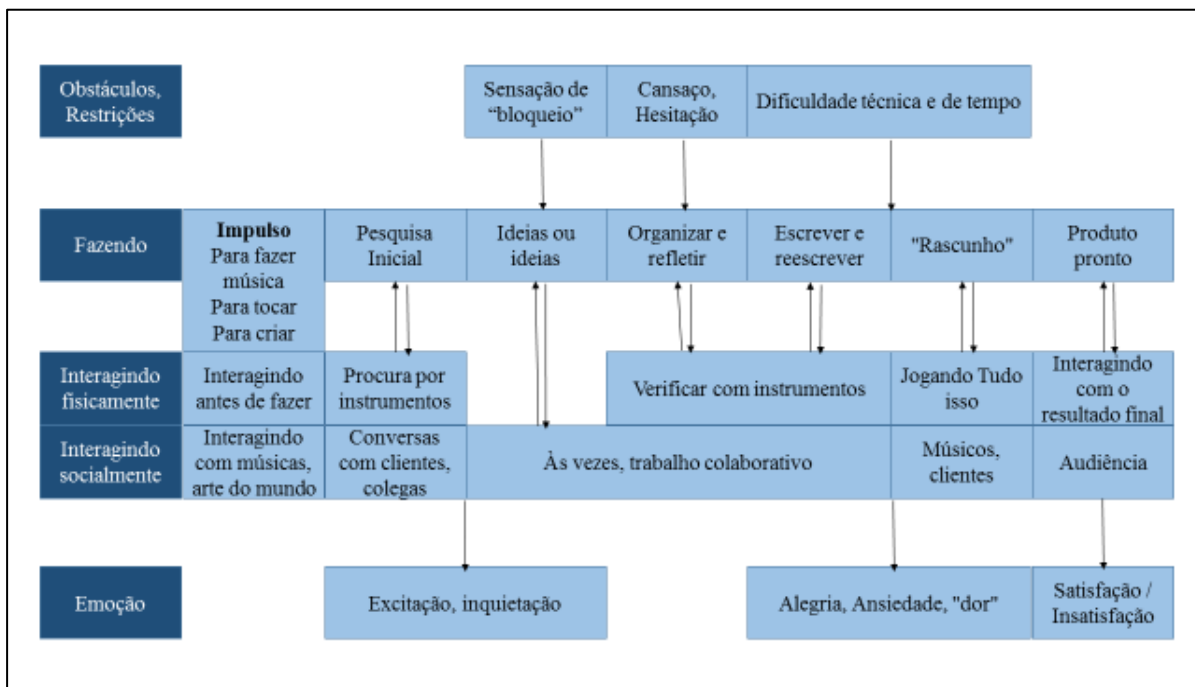 Obstáculos,
Restrições
Sensação de
“bloqueio”
Cansaço,
Hesitação
Dificuldade técnica e de tempo
Fazendo
Impulso
Para fazer
música
Para tocar
Para criar
Pesquisa
Inicial
Ideias ou
ideias
Organizar e
refletir
Escrever e
reescrever
"Rascunho"
Produto
pronto
Interagindo
fisicamente
Interagindo
antes de fazer
Procura por
instrumentos
Verificar com instrumentos
Jogando Tudo
isso
Interagindo
com o
resultado final
Interagindo
socialmente
Interagindo
com músicas,
arte do mundo
Conversas
com clientes,
colegas
Às vezes, trabalho colaborativo
Músicos,
clientes
Audiência
Emoção
Excitação, inquietação
Alegria, Ansiedade, "dor"
Satisfação /
Insatisfação